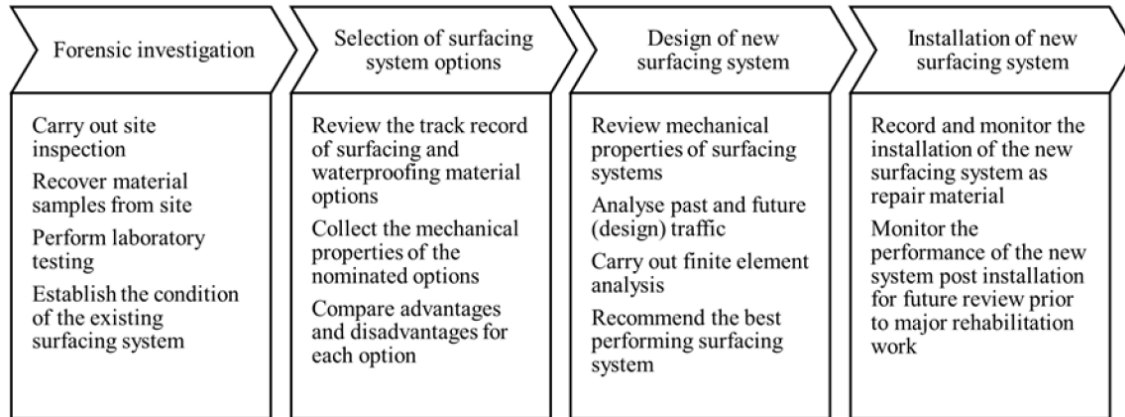 Forensic investigation
Carry out site
inspection
Recover material
samples from site
Perform laboratory
testing
Establish the condition
of the existing
surfacing system
Selection of surfacing
system options
Review the track record
of surfacing and
waterproofing material
options
Collect the mechanical
properties of the
nominated options
Compare advantages
and disadvantages for
each option
Design of new
surfacing system
Review mechanical
properties of surfacing
systems
Analyse past and future
(design) traffic
Carry out finite element
analysis
Recommend the best
performing surfacing
system
Installation of new
surfacing system
Record and monitor the
installation of the new
surfacing system as
repair material
Monitor the
performance of the new
system post installation
for future review prior
to major rehabilitation
work